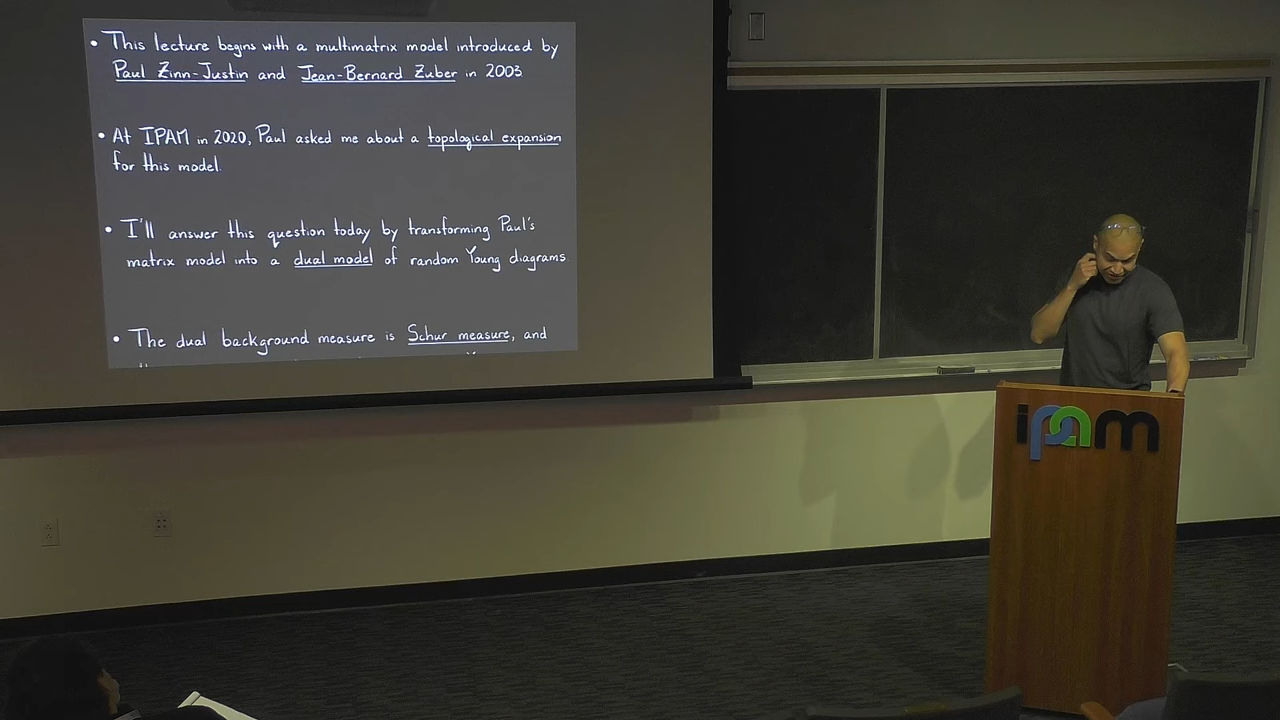 • This lecture begins with a multimatrix model introduced by
Paul Zinn-Justin and Jean-Bernard Zuber in 2003
• At IPAM in 2020, Paul asked me about a topological expansion
for this model.
• I'll answer this question today by transforming Paul's
matrix model into a dual model of random Young diagrams
• The dual background measure is Schur measure, and
ipam